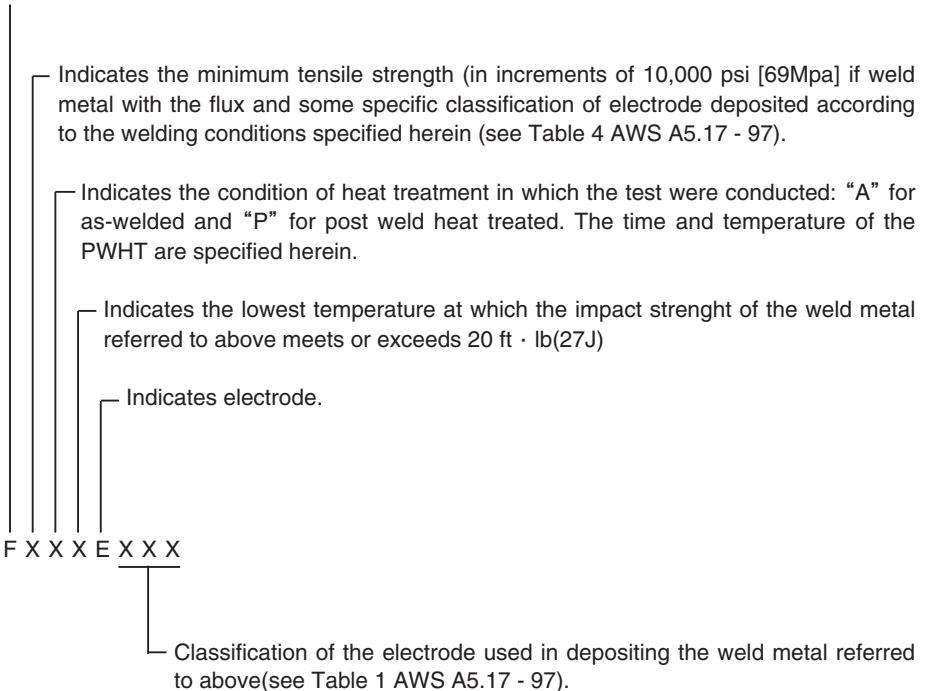 Indicates the minimum tensile strength (in increments of 10,000 psi [69Mpa] if weld
metal with the flux and some specific classification of electrode deposited according
to the welding conditions specified herein (see Table 4 AWS A5.17 - 97).
Indicates the condition of heat treatment in which the test were conducted: “A” for
as-welded and “P” for post weld heat treated. The time and temperature of the
PWHT are specified herein.
Indicates the lowest temperature at which the impact strenght of the weld metal
referred to above meets or exceeds 20 ft · lb(27J)
Indicates electrode.
F X X X E X X X
Classification of the electrode used in depositing the weld metal referred
to above(see Table 1 AWS A5.17 - 97).